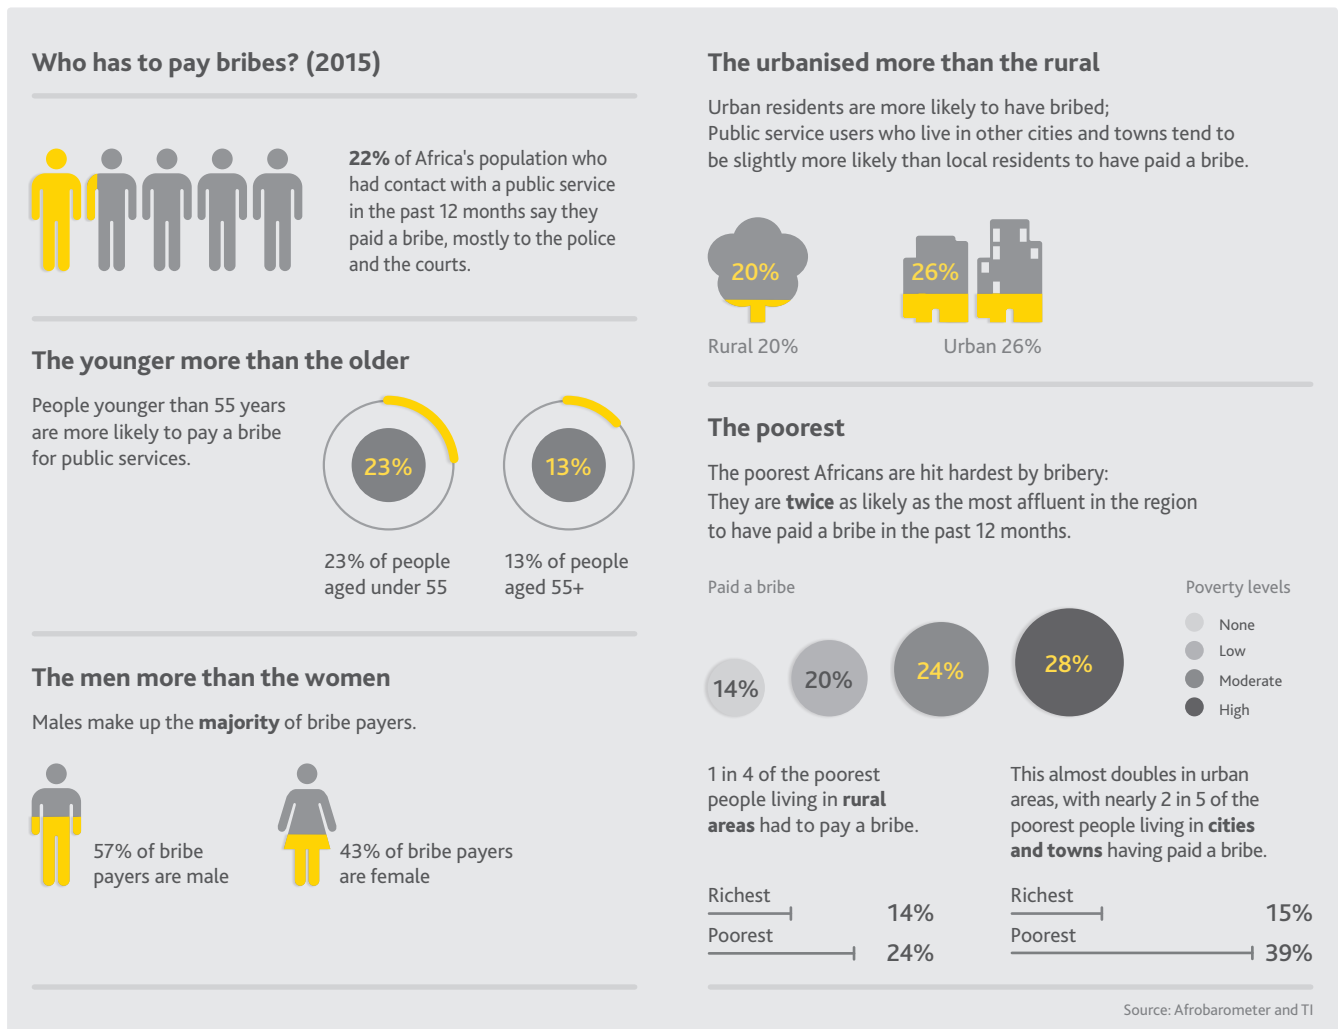 Who has to pay bribes? (2015)
22% of Africa's population who
had contact with a public service
in the past 12 months say they
paid a bribe, mostly to the police
and the courts.
The younger more than the older
People younger than 55 years
are more likely to pay a bribe
for public services.
23%
13%
23% of people
aged under 55
13% of people
aged 55+
The men more than the women
Males make up the majority of bribe payers.
57% of bribe
payers are male
43% of bribe payers
are female
The urbanised more than the rural
Urban residents are more likely to have bribed;
Public service users who live in other cities and towns tend to
be slightly more likely than local residents to have paid a bribe.
20%
26%
Rural 20%
Urban 26%
The poorest
The poorest Africans are hit hardest by bribery:
They are twice as likely as the most affluent in the region
to have paid a bribe in the past 12 months.
Paid a bribe
14%
20%
24%
28%
Poverty levels
None
Low
Moderate
High
1 in 4 of the poorest
people living in rural
areas had to pay a bribe.
Richest
14%
Poorest
24%
This almost doubles in urban
areas, with nearly 2 in 5 of the
poorest people living in cities
and towns having paid a bribe.
Richest
15%
Poorest
39%
Source: Afrobarometer and TI